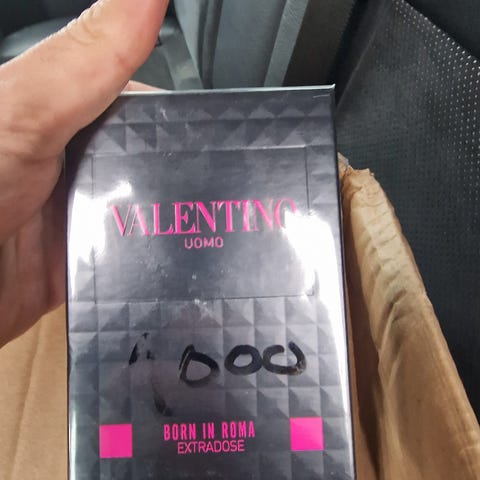 VALENTINO
UOMO
BORN IN ROMA
EXTRADOSE